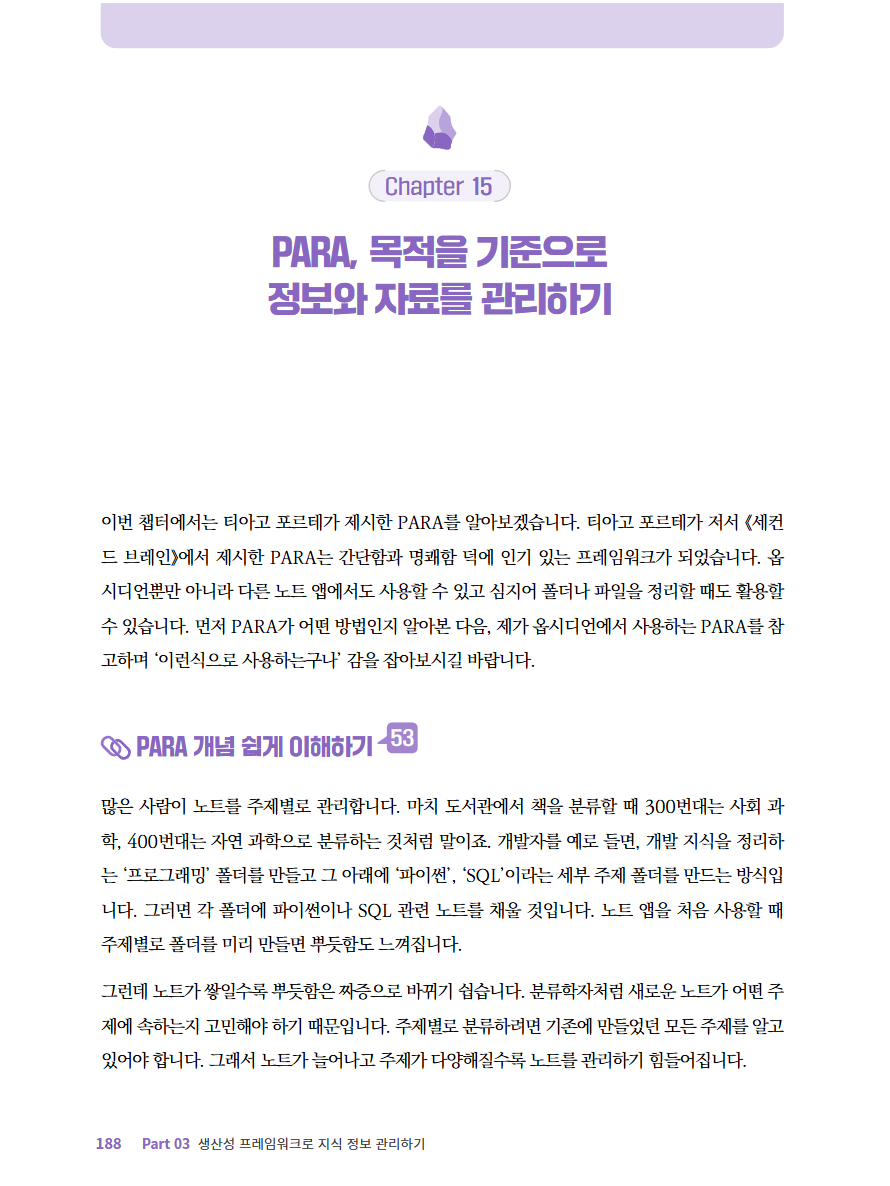 Chapter 15
PARA, 목적을 기준으로
정보와 자료를 관리하기
이번 챕터에서는 티아고 포르테가 제시한 PARA를 알아보겠습니다. 티아고 포르테가 저서 《세컨
드 브레인》에서 제시한 PARA는 간단함과 명쾌함 덕에 인기 있는 프레임워크가 되었습니다. 옵
시디언뿐만 아니라 다른 노트 앱에서도 사용할 수 있고 심지어 폴더나 파일을 정리할 때도 활용할
수 있습니다. 먼저 PARA가 어떤 방법인지 알아본 다음, 제가 옵시디언에서 사용하는 PARA를 참
고하며 ‘이런식으로 사용하는구나’ 감을 잡아보시길 바랍니다.
PARA 개념 쉽게 이해하기 53
많은 사람이 노트를 주제별로 관리합니다. 마치 도서관에서 책을 분류할 때 300번대는 사회 과
학, 400번대는 자연 과학으로 분류하는 것처럼 말이죠. 개발자를 예로 들면, 개발 지식을 정리하
는 ‘프로그래밍’ 폴더를 만들고 그 아래에 ‘파이썬’, ‘SQL’이라는 세부 주제 폴더를 만드는 방식입
니다. 그러면 각 폴더에 파이썬이나 SQL 관련 노트를 채울 것입니다. 노트 앱을 처음 사용할 때
주제별로 폴더를 미리 만들면 뿌듯함도 느껴집니다.
그런데 노트가 쌓일수록 뿌듯함은 짜증으로 바뀌기 쉽습니다. 분류학자처럼 새로운 노트가 어떤 주
제에 속하는지 고민해야 하기 때문입니다. 주제별로 분류하려면 기존에 만들었던 모든 주제를 알고
있어야 합니다. 그래서 노트가 늘어나고 주제가 다양해질수록 노트를 관리하기 힘들어집니다.
188 Part 03 생산성 프레임워크로 지식 정보 관리하기